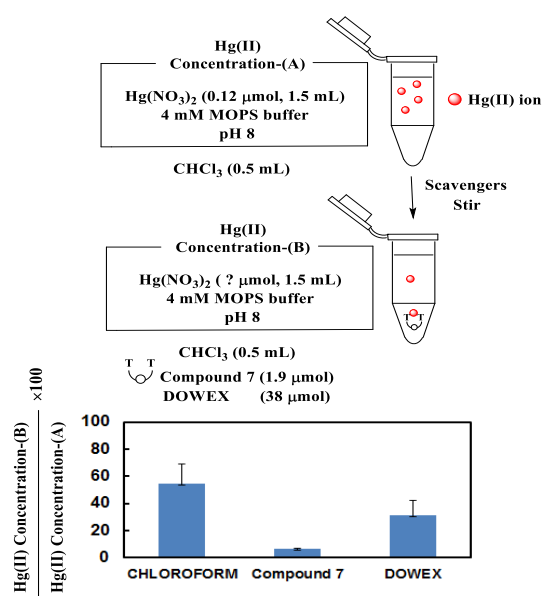 Hg(II)
Concentration-(A)
Hg(NO3)2 (0.12 μmol, 1.5 mL)
4 mM MOPS buffer
pH 8
CHCl3 (0.5 mL)
Hg(II) ion
Scavengers
Stir
Hg(II)
Concentration-(B)
Hg(NO3)2 ( ? μmol, 1.5 mL)
4 mM MOPS buffer
pH 8
T T
CHCl3 (0.5 mL)
T T
Compound 7 (1.9 μmol)
DOWEX (38 μmol)
Hg(II) Concentration-(B)
Hg(II) Concentration-(A)
×100
100
80
60
40
20
0
CHLOROFORM Compound 7 DOWEX